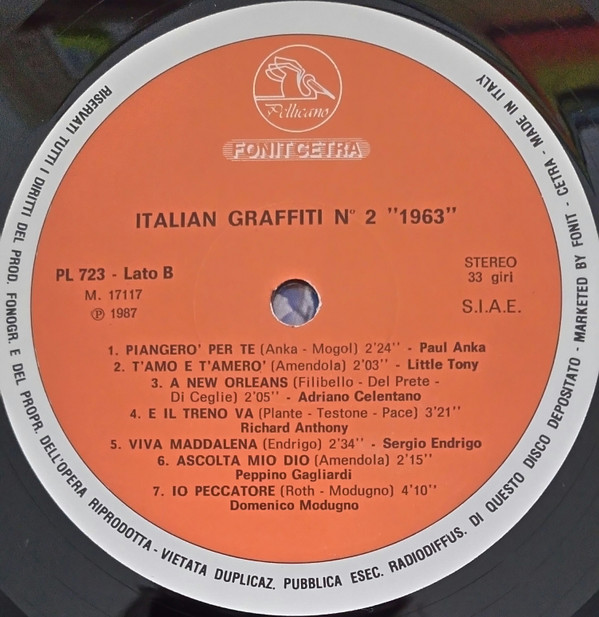 Pellicano
FONIT CETRA
ITALIAN GRAFFITI N° 2 "1963"
PL 723 - Lato B
M. 17117
Ⓟ 1987
STEREO
33 giri
S.I.A.E.
1. PIANGERO' PER TE (Anka - Mogol) 2'24'' - Paul Anka
2. T'AMO E T'AMERO' (Amendola) 2'03'' - Little Tony
3. A NEW ORLEANS (Filibello - Del Prete -
Di Ceglie) 2'05'' - Adriano Celentano
4. E IL TRENO VA (Plante - Testone - Pace) 3'21''
Richard Anthony
5. VIVA MADDALENA (Endrigo) 2'34'' - Sergio Endrigo
6. ASCOLTA MIO DIO (Amendola) 2'15''
Peppino Gagliardi
7. IO PECCATORE (Roth - Modugno) 4'10''
Domenico Modugno
RISERVATI TUTTI I DIRITTI DEL PROD. FONOGR. E DEL PROPR. DELL'OPERA RIPRODOTTA - VIETATA DUPLICAZ. PUBBLICA ESEC. RADIODIFFUS. DI QUESTO DISCO DEPOSITATO - MARKETED BY FONIT - CETRA - MADE IN ITALY